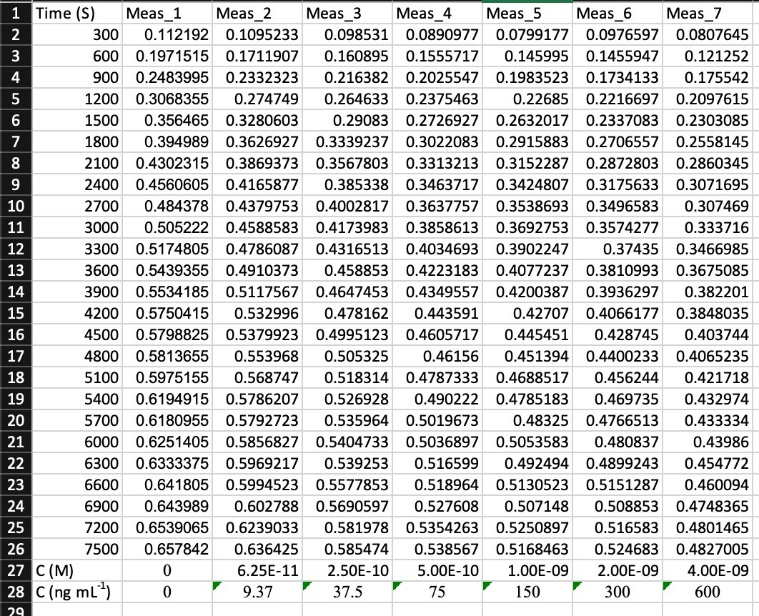 1 Time (S) Meas_1 Meas_2 Meas_3 Meas_4 Meas_5 Meas_6 Meas_7
2 300 0.112192 0.1095233 0.098531 0.0890977 0.0799177 0.0976597 0.0807645
3 600 0.1971515 0.1711907 0.160895 0.1555717 0.145995 0.1455947 0.121252
4 900 0.2483995 0.2332323 0.216382 0.2025547 0.1983523 0.1734133 0.175542
5 1200 0.3068355 0.274749 0.264633 0.2375463 0.22685 0.2216697 0.2097615
6 1500 0.356465 0.3280603 0.29083 0.2726927 0.2632017 0.2337083 0.2303085
7 1800 0.394989 0.3626927 0.3339237 0.3022083 0.2915883 0.2706557 0.2558145
8 2100 0.4302315 0.3869373 0.3567803 0.3313213 0.3152287 0.2872803 0.2860345
9 2400 0.4560605 0.4165877 0.385338 0.3463717 0.3424807 0.3175633 0.3071695
10 2700 0.484378 0.4379753 0.4002817 0.3637757 0.3538693 0.3496583 0.307469
11 3000 0.505222 0.4588583 0.4173983 0.3858613 0.3692753 0.3574277 0.333716
12 3300 0.5174805 0.4786087 0.4316513 0.4034693 0.3902247 0.37435 0.3466985
13 3600 0.5439355 0.4910373 0.458853 0.4223183 0.4077237 0.3810993 0.3675085
14 3900 0.5534185 0.5117567 0.4647453 0.4349557 0.4200387 0.3936297 0.382201
15 4200 0.5750415 0.532996 0.478162 0.443591 0.42707 0.4066177 0.3848035
16 4500 0.5798825 0.5379923 0.4995123 0.4605717 0.445451 0.428745 0.403744
17 4800 0.5813655 0.553968 0.505325 0.46156 0.451394 0.4400233 0.4065235
18 5100 0.5975155 0.568747 0.518314 0.4787333 0.4688517 0.456244 0.421718
19 5400 0.6194915 0.5786207 0.526928 0.490222 0.4785183 0.469735 0.432974
20 5700 0.6180955 0.5792723 0.535964 0.5019673 0.48325 0.4766513 0.433334
21 6000 0.6251405 0.5856827 0.5404733 0.5036897 0.5053583 0.480837 0.43986
22 6300 0.6333375 0.5969217 0.539253 0.516599 0.492494 0.4899243 0.454772
23 6600 0.641805 0.5994523 0.5577853 0.518964 0.5130523 0.5151287 0.460094
24 6900 0.643989 0.602788 0.5690597 0.527608 0.507148 0.508853 0.4748365
25 7200 0.6539065 0.6239033 0.581978 0.5354263 0.5250897 0.516583 0.4801465
26 7500 0.657842 0.636425 0.585474 0.538567 0.5168463 0.524683 0.4827005
27 C (M) 0 6.25E-11 2.50E-10 5.00E-10 1.00E-09 2.00E-09 4.00E-09
28 C (ng mL⁻¹) 0 9.37 37.5 75 150 300 600
29